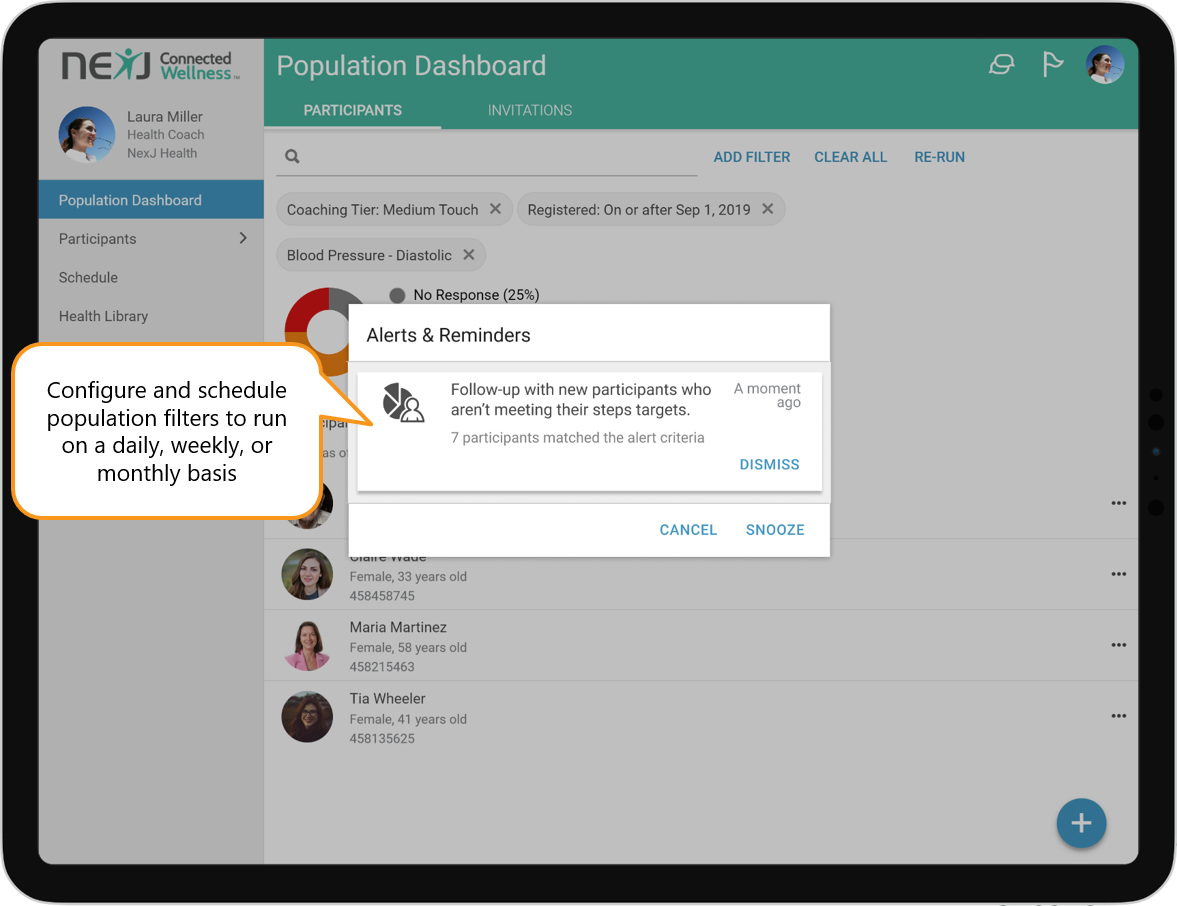 NEXJ Connected
Wellness™
Population Dashboard
PARTICIPANTS INVITATIONS
Laura Miller
Health Coach
NexJ Health
Population Dashboard
Participants
Schedule
Health Library
ADD FILTER CLEAR ALL RE-RUN
Coaching Tier: Medium Touch Registered: On or after Sep 1, 2019
Blood Pressure - Diastolic
No Response (25%)
Configure and schedule
population filters to run
on a daily, weekly, or
monthly basis
Alerts & Reminders
Follow-up with new participants who
aren't meeting their steps targets.
A moment
ago
7 participants matched the alert criteria
DISMISS
CANCEL SNOOZE
as
Claire Wade
Female, 33 years old
458458745
Maria Martinez
Female, 58 years old
458215463
Tia Wheeler
Female, 41 years old
458135625